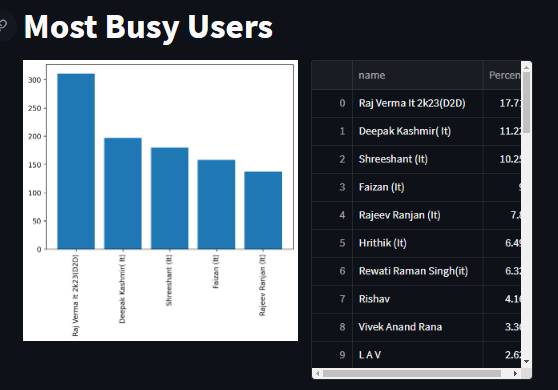 Most Busy Users
300
250
200
150
100
50
0
Raj Verma It 2k23(D2D)
Deepak Kashmir( It)
Shreeshant (It)
Faizan (It)
Rajeev Ranjan (It)
name Percen
0 Raj Verma It 2k23(D2D) 17.7
1 Deepak Kashmir( It) 11.22
2 Shreeshant (It) 10.25
3 Faizan (It) 9
4 Rajeev Ranjan (It) 7.8
5 Hrithik (It) 6.49
6 Rewati Raman Singh(it) 6.32
7 Rishav 4.16
8 Vivek Anand Rana 3.36
9 L A V 2.62